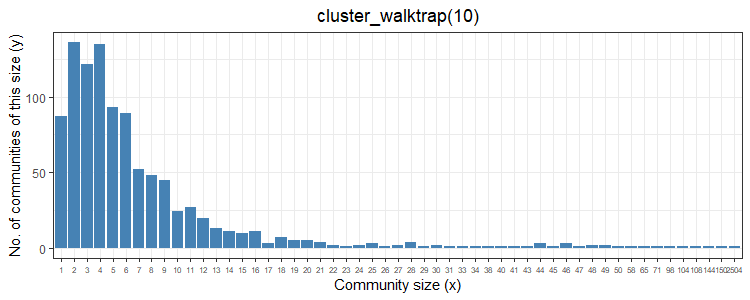 cluster_walktrap(10)
No. of communities of this size (y)
100
50
0
1 2 3 4 5 6 7 8 9 10 11 12 13 14 15 16 17 18 19 20 21 22 23 24 25 26 27 28 29 30 31 33 34 38 40 41 43 44 45 46 47 48 49 50 58 65 71 98 104 108 144 150 2504
Community size (x)